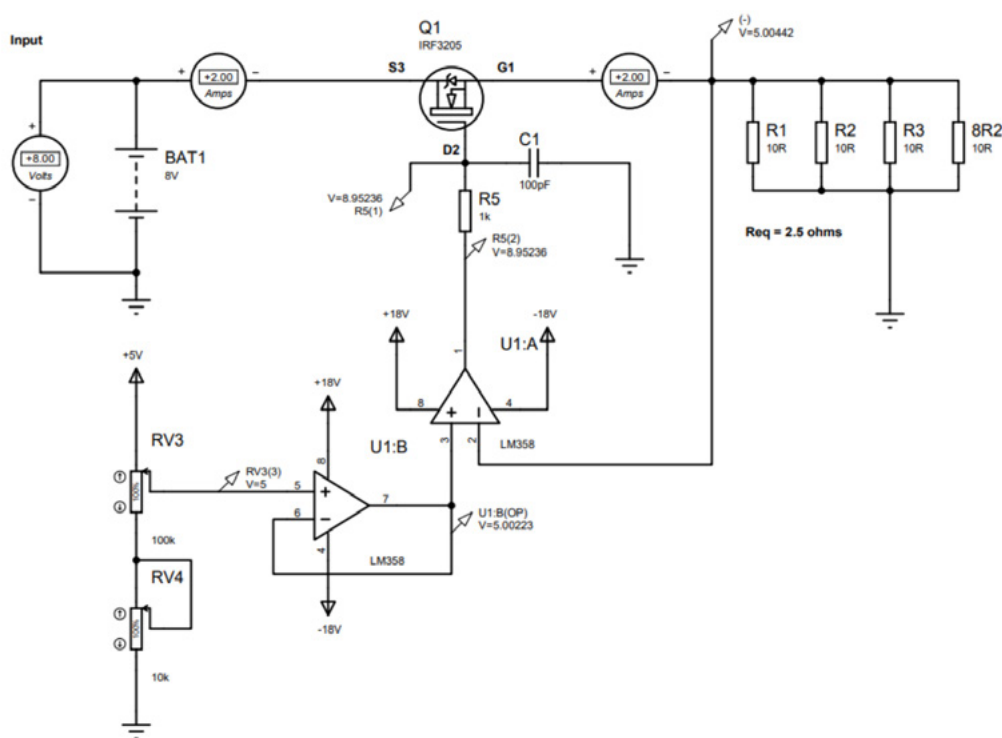 Input
+2.00
Amps
+8.00
Volts
BAT1
8V
Q1
IRF3205
S3
G1
D2
+2.00
Amps
(-)
V=5.00442
R1
10R
R2
10R
R3
10R
8R2
10R
Req = 2.5 ohms
C1
100pF
V=8.95236
R5(1)
R5
1k
R5(2)
V=8.95236
+18V
-18V
1
U1:A
8
4
3
2
LM358
+5V
RV3
100%
100k
RV3(3)
V=5
RV4
100%
10k
+18V
U1:B
8
5
6
7
4
LM358
-18V
U1:B(OP)
V=5.00223